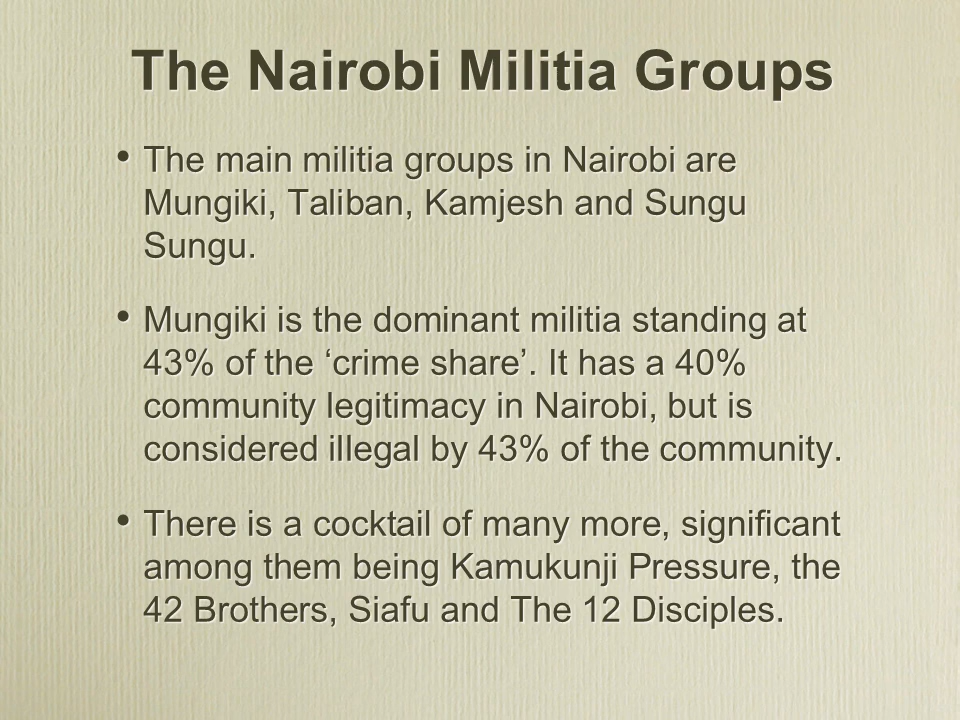 The Nairobi Militia Groups
• The main militia groups in Nairobi are
Mungiki, Taliban, Kamjesh and Sungu
Sungu.
• Mungiki is the dominant militia standing at
43% of the ‘crime share’. It has a 40%
community legitimacy in Nairobi, but is
considered illegal by 43% of the community.
• There is a cocktail of many more, significant
among them being Kamukunji Pressure, the
42 Brothers, Siafu and The 12 Disciples.